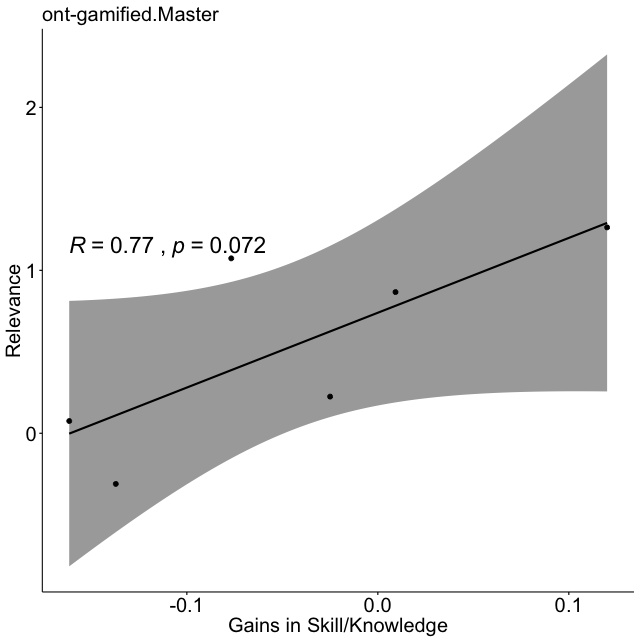 ont-gamified.Master
2
R = 0.77 , p = 0.072
1
Relevance
0
-0.1 0.0 0.1
Gains in Skill/Knowledge